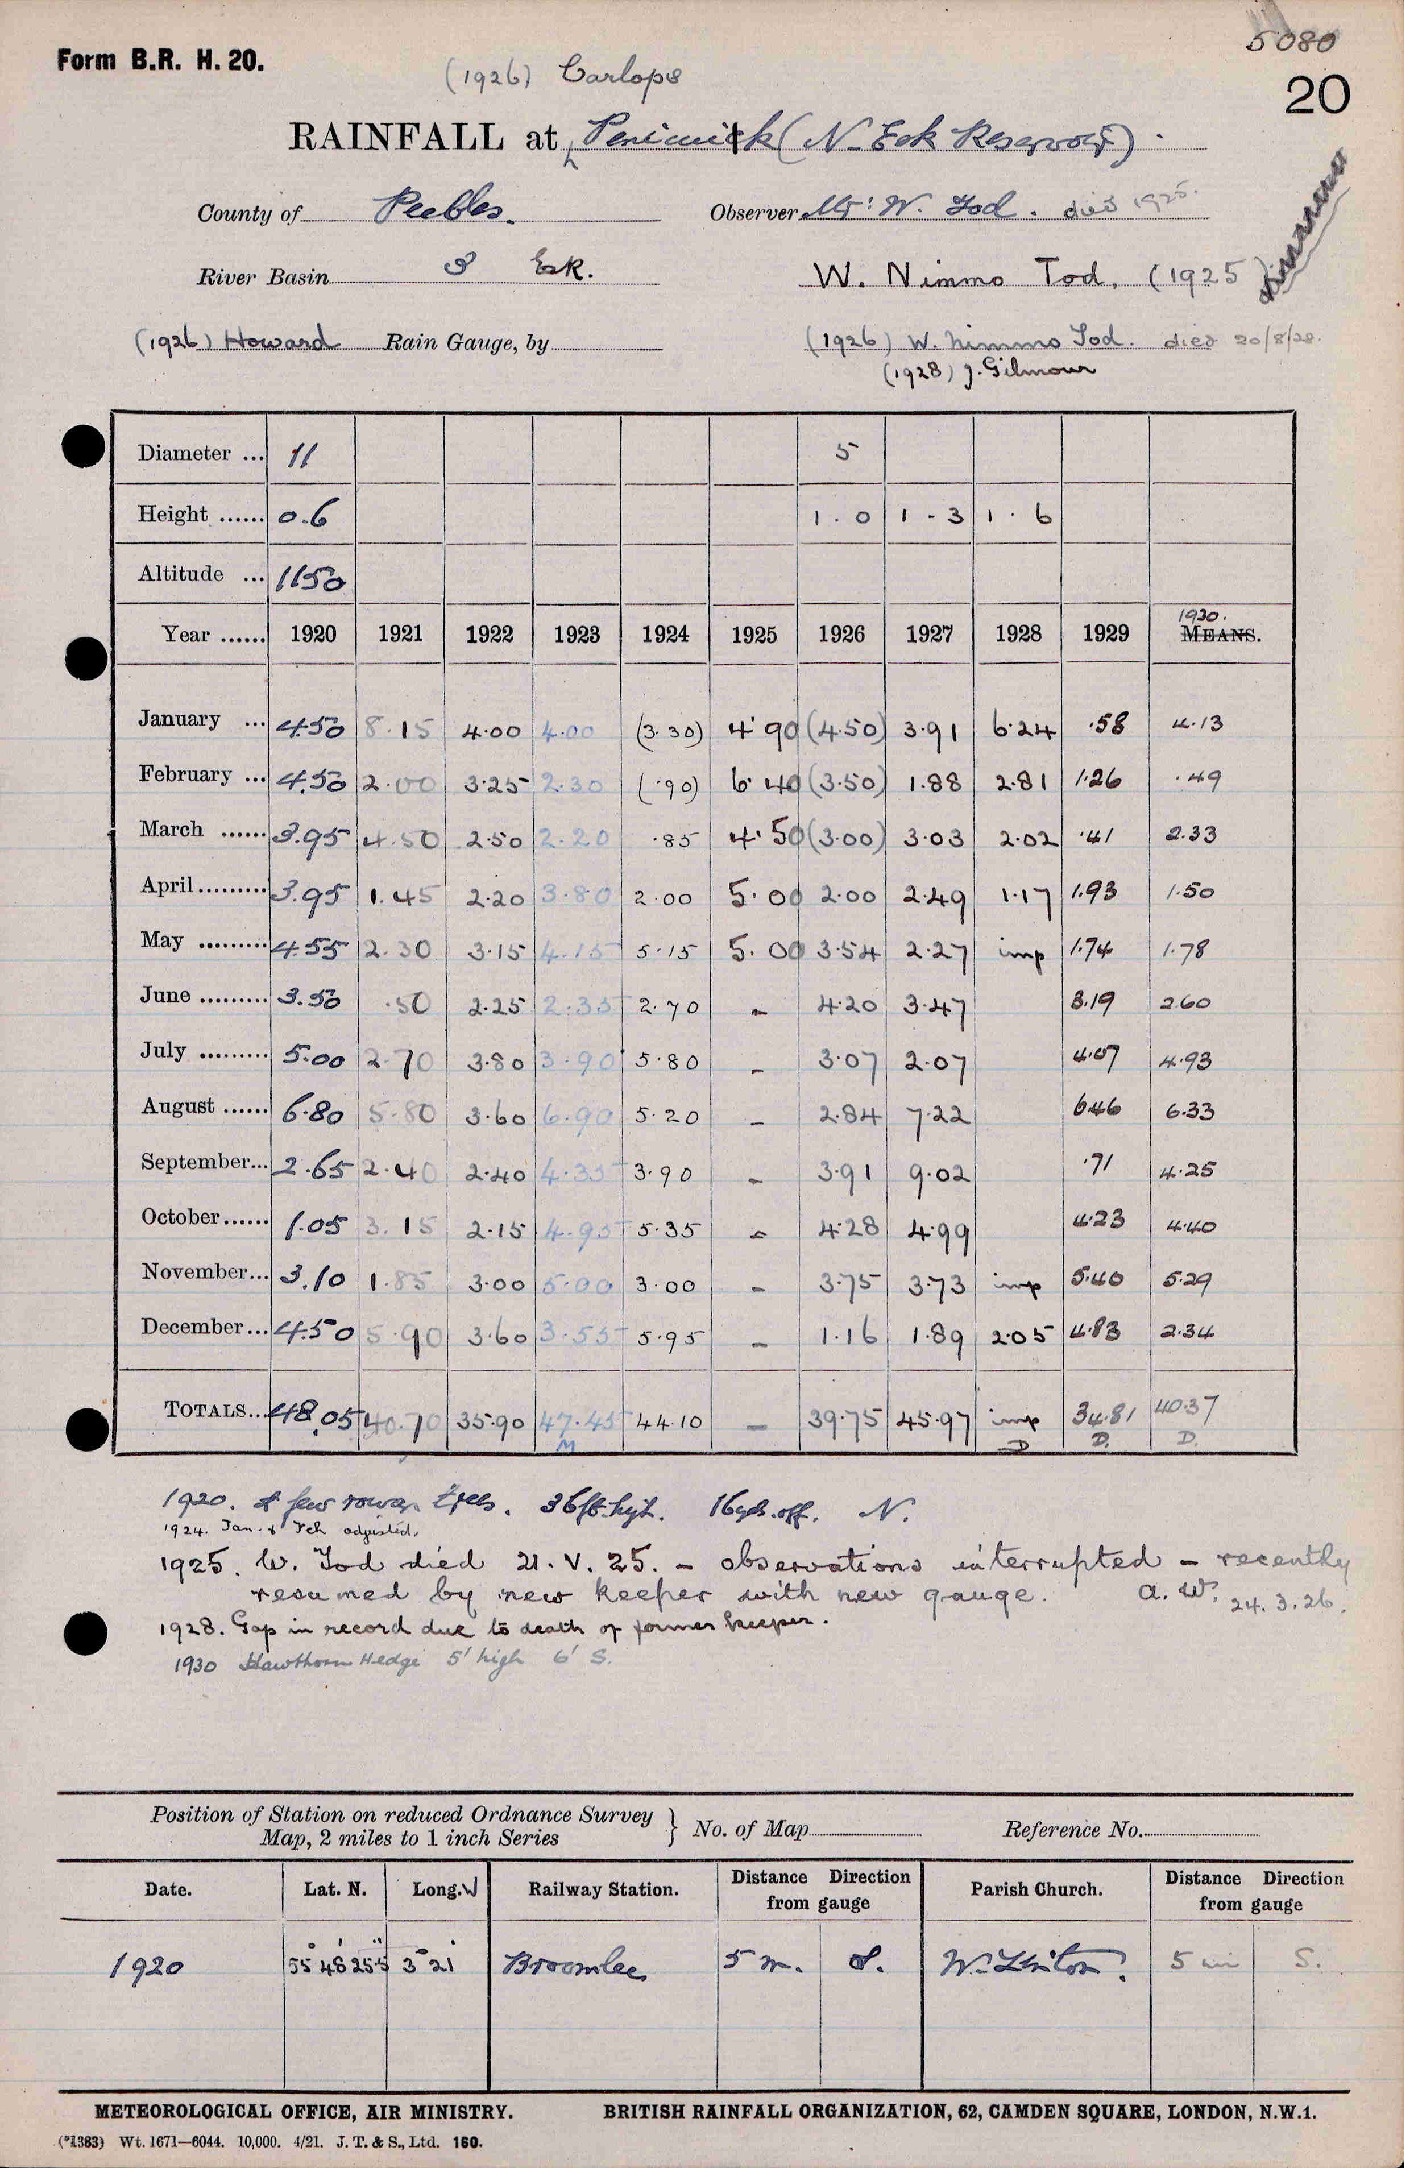 5080
Form B.R. H. 20.
20
(1926) Carlops
RAINFALL at Penicuick (N. Esk Reservoir).
County of Peebles. Observer Mr. W. Tod. died 1925.
River Basin Esk. W. Nimmo Tod. (1925)
(1926) Howard Rain Gauge, by (1926) W. Nimmo Tod. died 20/8/28.
(1928) J. Gilmour
Diameter ... 11 5
Height ...... 0.6 1.0 1-3 1.6
Altitude ... 1150
Year ...... 1920 1921 1922 1923 1924 1925 1926 1927 1928 1929 1930. MEANS.
January ... 4.50 8.15 4.00 4.00 (3.30) 4.90 (4.50) 3.91 6.24 .58 4.13
February ... 4.50 2.00 3.25 2.30 (.90) 6.40 (3.50) 1.88 2.81 1.26 .49
March ...... 3.95 4.50 2.50 2.20 .85 4.50 (3.00) 3.03 2.02 .41 2.33
April ......... 3.95 1.45 2.20 3.80 2.00 5.00 2.00 2.49 1.17 1.93 1.50
May ......... 4.55 2.30 3.15 4.15 5.15 5.00 3.54 2.27 imp 1.74 1.78
June ......... 3.50 .50 2.25 2.35 2.70 - 4.20 3.47 3.19 2.60
July ......... 5.00 2.70 3.80 3.90 5.80 - 3.07 2.07 4.07 4.93
August ...... 6.80 5.80 3.60 6.90 5.20 - 2.84 7.22 6.46 6.33
September... 2.65 2.40 2.40 4.35 3.90 - 3.91 9.02 .71 4.25
October...... 1.05 3.15 2.15 4.95 5.35 - 4.28 4.99 4.23 4.40
November... 3.10 1.85 3.00 5.00 3.00 - 3.75 3.73 imp 5.40 5.29
December... 4.50 5.90 3.60 3.55 5.95 - 1.16 1.89 2.05 4.83 2.34
TOTALS... 48.05 40.70 35.90 47.45 44.10 - 39.75 45.97 imp 34.81 40.37
M D D. D.
1920. A few rowan trees. 36ft. high. 16yds. off. N.
1924. Jan. & Feb adjusted.
1925. W. Tod died 21.V.25. - observations interrupted - recently
resumed by new keeper with new gauge. A. W. 24.3.26.
1928. Gap in record due to death of former keeper.
1930 Hawthorn Hedge 5' high 6' S.
Position of Station on reduced Ordnance Survey
Map, 2 miles to 1 inch Series } No. of Map Reference No.
Date. Lat. N. Long. W Railway Station. Distance Direction from gauge Parish Church. Distance Direction from gauge
1920 55° 48' 25.5" 3° 21' Broomlee 5 m. S. W. Linton. 5 m S.
METEOROLOGICAL OFFICE, AIR MINISTRY. BRITISH RAINFALL ORGANIZATION, 62, CAMDEN SQUARE, LONDON, N.W.1.
(*1383) Wt. 1671—6044. 10,000. 4/21. J. T. & S., Ltd. 160.